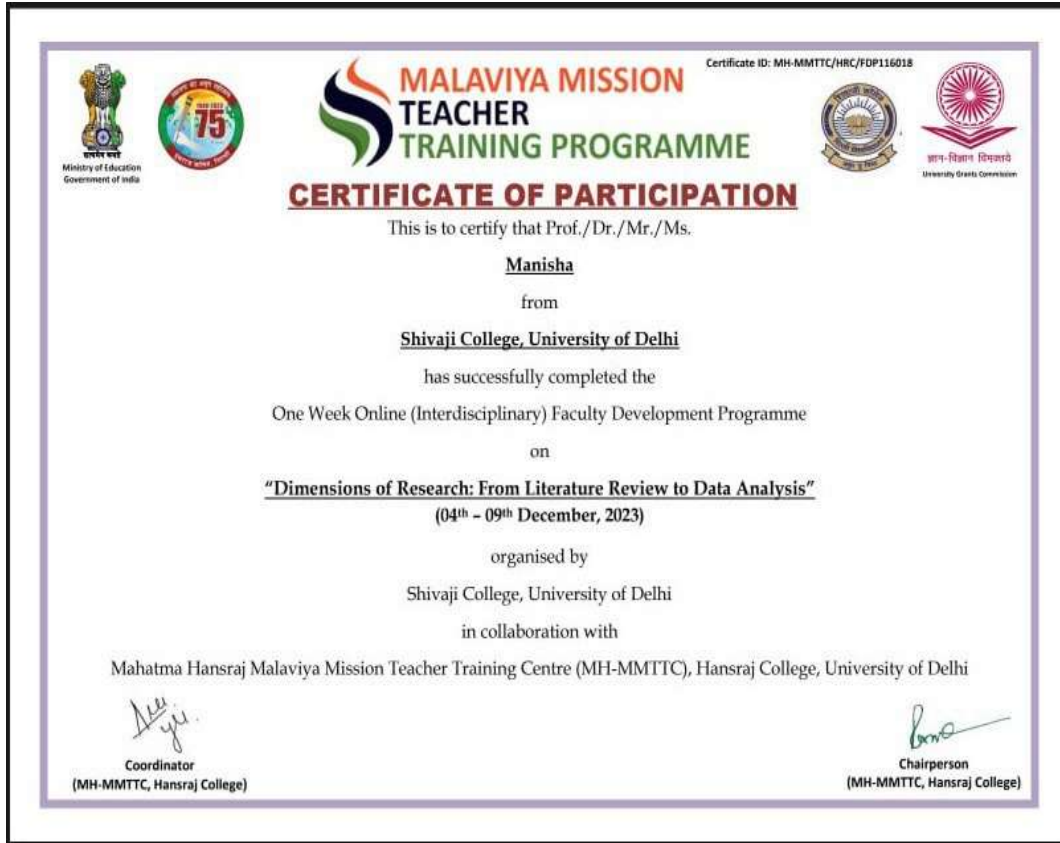 Certificate ID: MH-MMTTC/HRC/FDP116018
MALAVIYA MISSION
TEACHER
TRAINING PROGRAMME
सत्यमेव जयते
Ministry of Education
Government of India
75
ज्ञान-विज्ञान विमुक्तये
University Grants Commission
CERTIFICATE OF PARTICIPATION
This is to certify that Prof./Dr./Mr./Ms.
Manisha
from
Shivaji College, University of Delhi
has successfully completed the
One Week Online (Interdisciplinary) Faculty Development Programme
on
“Dimensions of Research: From Literature Review to Data Analysis”
(04th – 09th December, 2023)
organised by
Shivaji College, University of Delhi
in collaboration with
Mahatma Hansraj Malaviya Mission Teacher Training Centre (MH-MMTTC), Hansraj College, University of Delhi
Coordinator
(MH-MMTTC, Hansraj College)
Chairperson
(MH-MMTTC, Hansraj College)